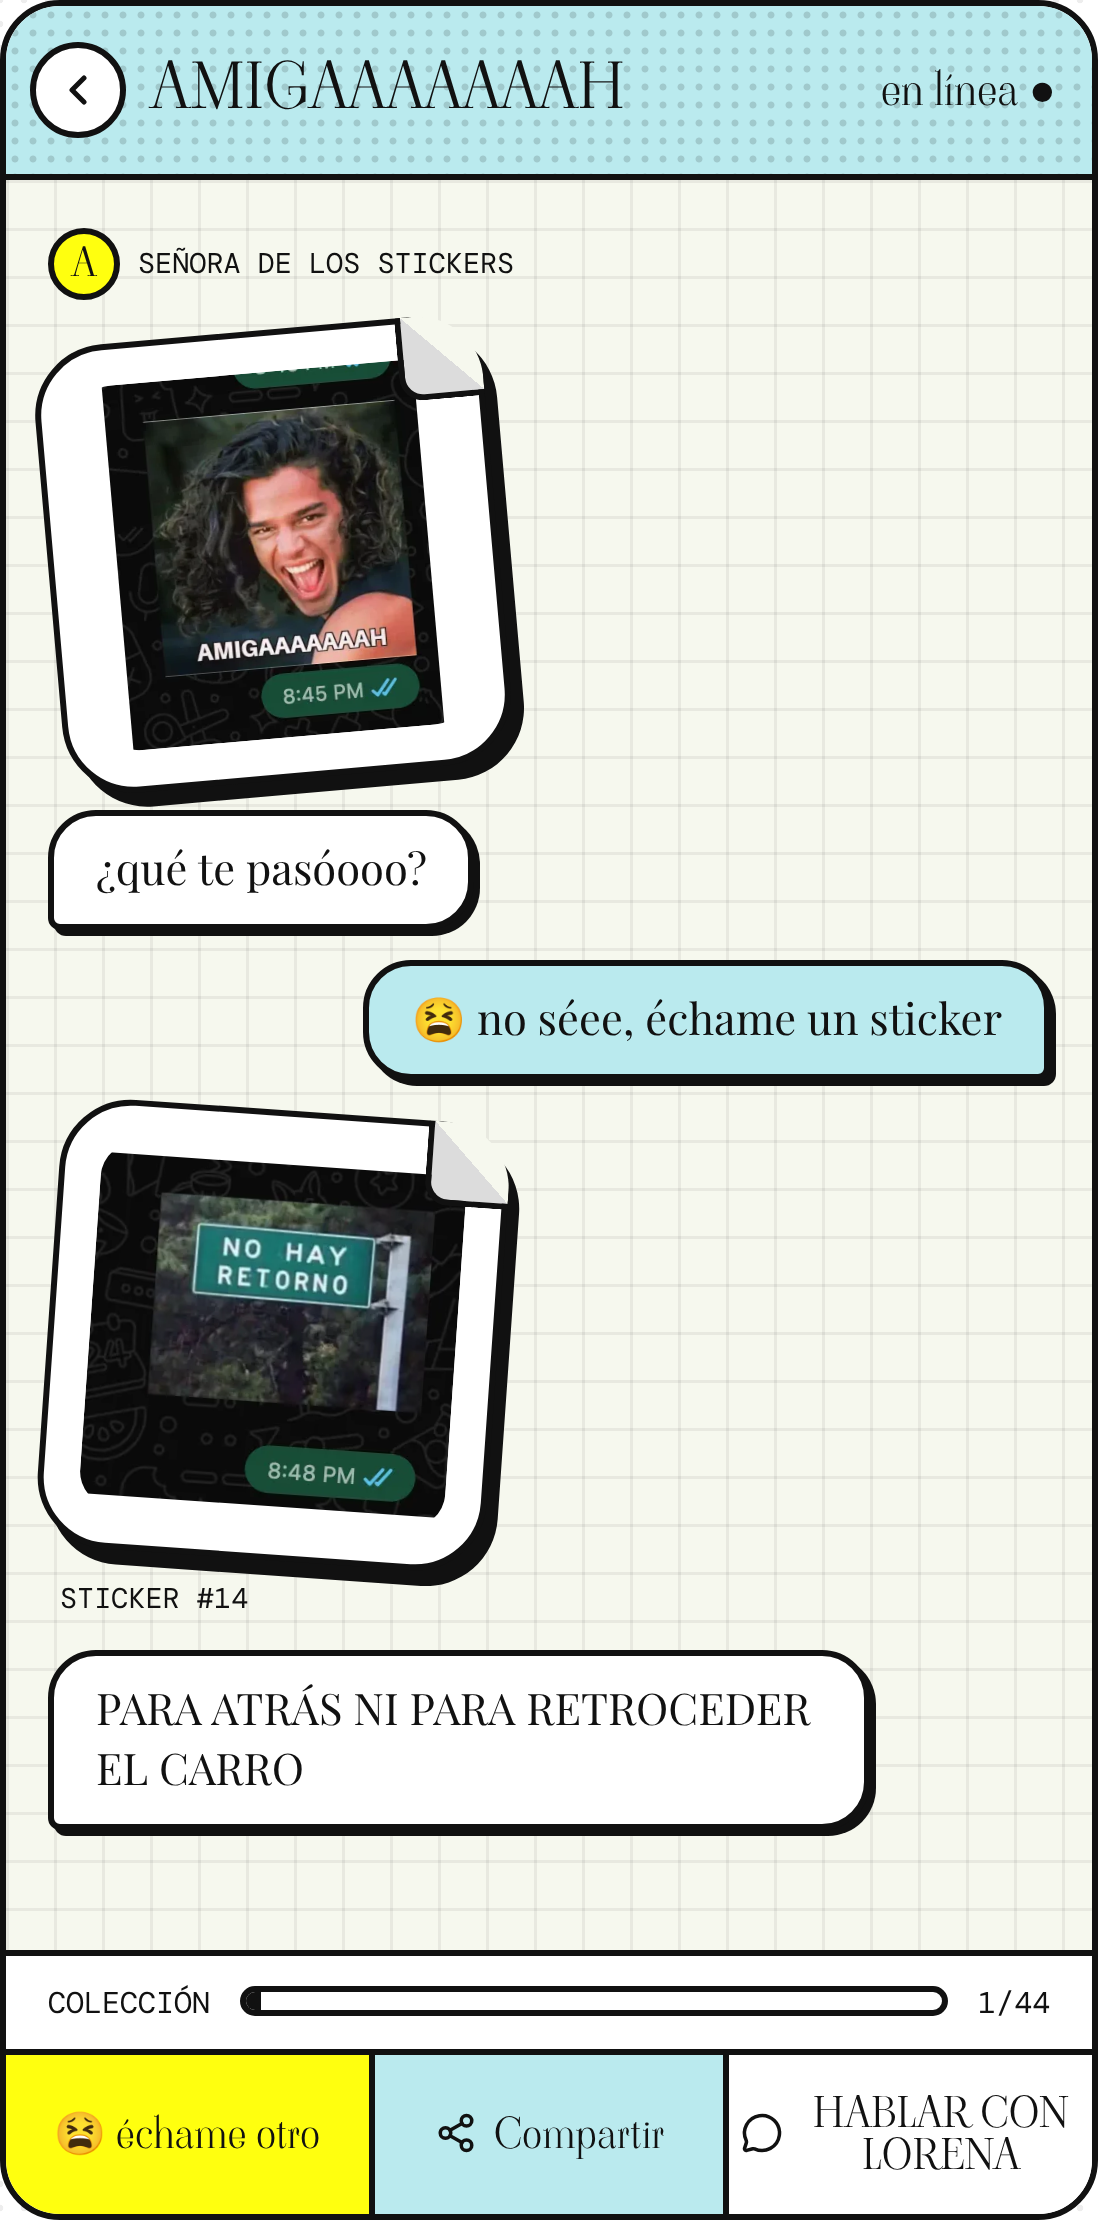 AMIGAAAAAAAH
en línea
A
SEÑORA DE LOS STICKERS
AMIGAAAAAAAH
8:45 PM
¿qué te pasóooo?
😫 no séee, échame un sticker
NO HAY
RETORNO
8:48 PM
STICKER #14
PARA ATRÁS NI PARA RETROCEDER
EL CARRO
COLECCIÓN
1/44
😫 échame otro
Compartir
HABLAR CON
LORENA